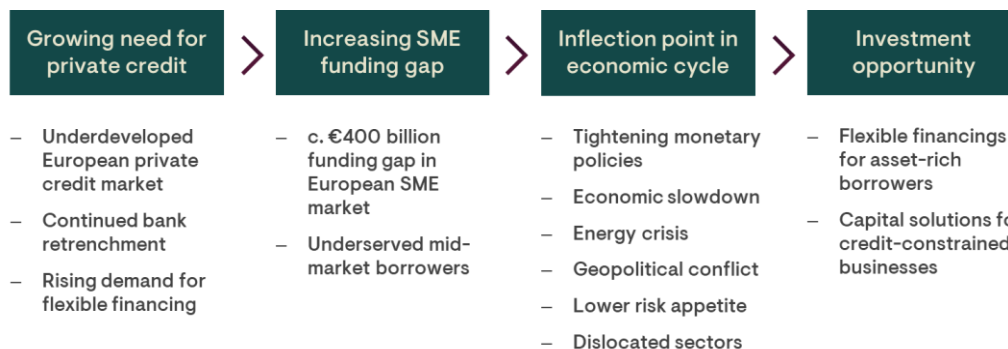 Growing need for
private credit
Increasing SME
funding gap
Inflection point in
economic cycle
Investment
opportunity
– Underdeveloped
European private
credit market
– Continued bank
retrenchment
– Rising demand for
flexible financing
– c. €400 billion
funding gap in
European SME
market
– Underserved mid-
market borrowers
– Tightening monetary
policies
– Economic slowdown
– Energy crisis
– Geopolitical conflict
– Lower risk appetite
– Dislocated sectors
– Flexible financings
for asset-rich
borrowers
– Capital solutions
credit-constrained
businesses